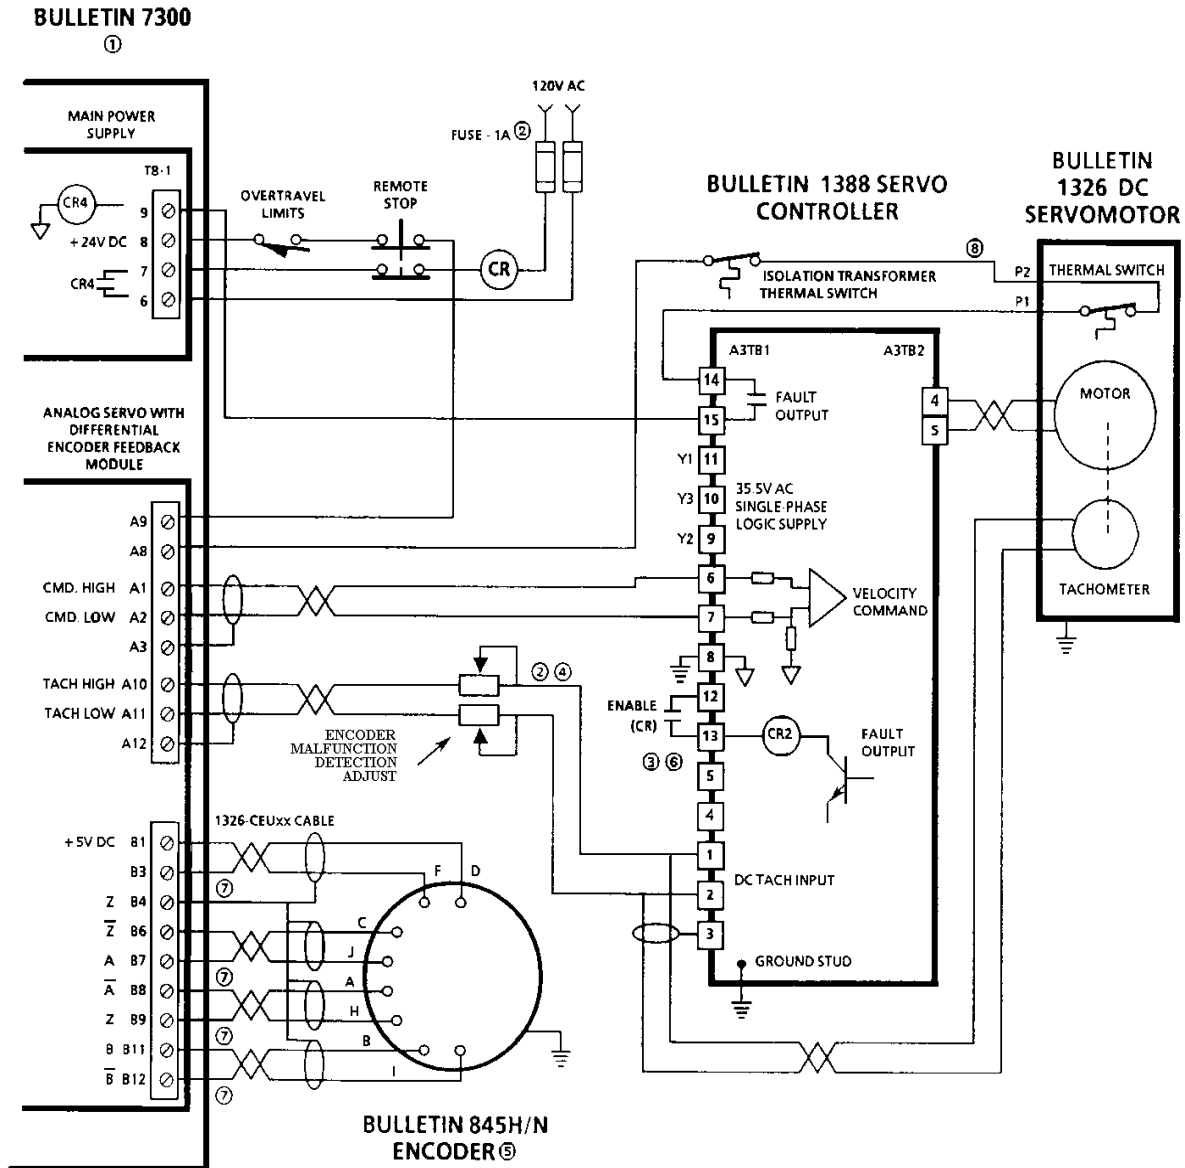 BULLETIN 7300
①
MAIN POWER
SUPPLY
TB-1
CR4
9
+24V DC 8
7
CR4
6
OVERTRAVEL
LIMITS
REMOTE
STOP
120V AC
FUSE - 1A ②
CR
BULLETIN 1388 SERVO
CONTROLLER
BULLETIN
1326 DC
SERVOMOTOR
⑧
ISOLATION TRANSFORMER
THERMAL SWITCH
P2
P1
THERMAL SWITCH
MOTOR
TACHOMETER
A3TB1
A3TB2
14
15
FAULT
OUTPUT
4
5
Y1 11
Y3 10
Y2 9
35.5V AC
SINGLE-PHASE
LOGIC SUPPLY
6
7
VELOCITY
COMMAND
8
12
ENABLE
(CR)
13
③ ⑥
CR2
FAULT
OUTPUT
5
4
1
DC TACH INPUT
2
3
GROUND STUD
ANALOG SERVO WITH
DIFFERENTIAL
ENCODER FEEDBACK
MODULE
A9
A8
CMD. HIGH A1
CMD. LOW A2
A3
TACH HIGH A10
TACH LOW A11
A12
② ④
ENCODER
MALFUNCTION
DETECTION
ADJUST
1326-CEUxx CABLE
+5V DC B1
B3
Z B4
Z̅ B6
A B7
A̅ B8
Z B9
B B11
B̅ B12
⑦
⑦
⑦
⑦
F D
C
J
A
H
B
I
BULLETIN 845H/N
ENCODER ⑤